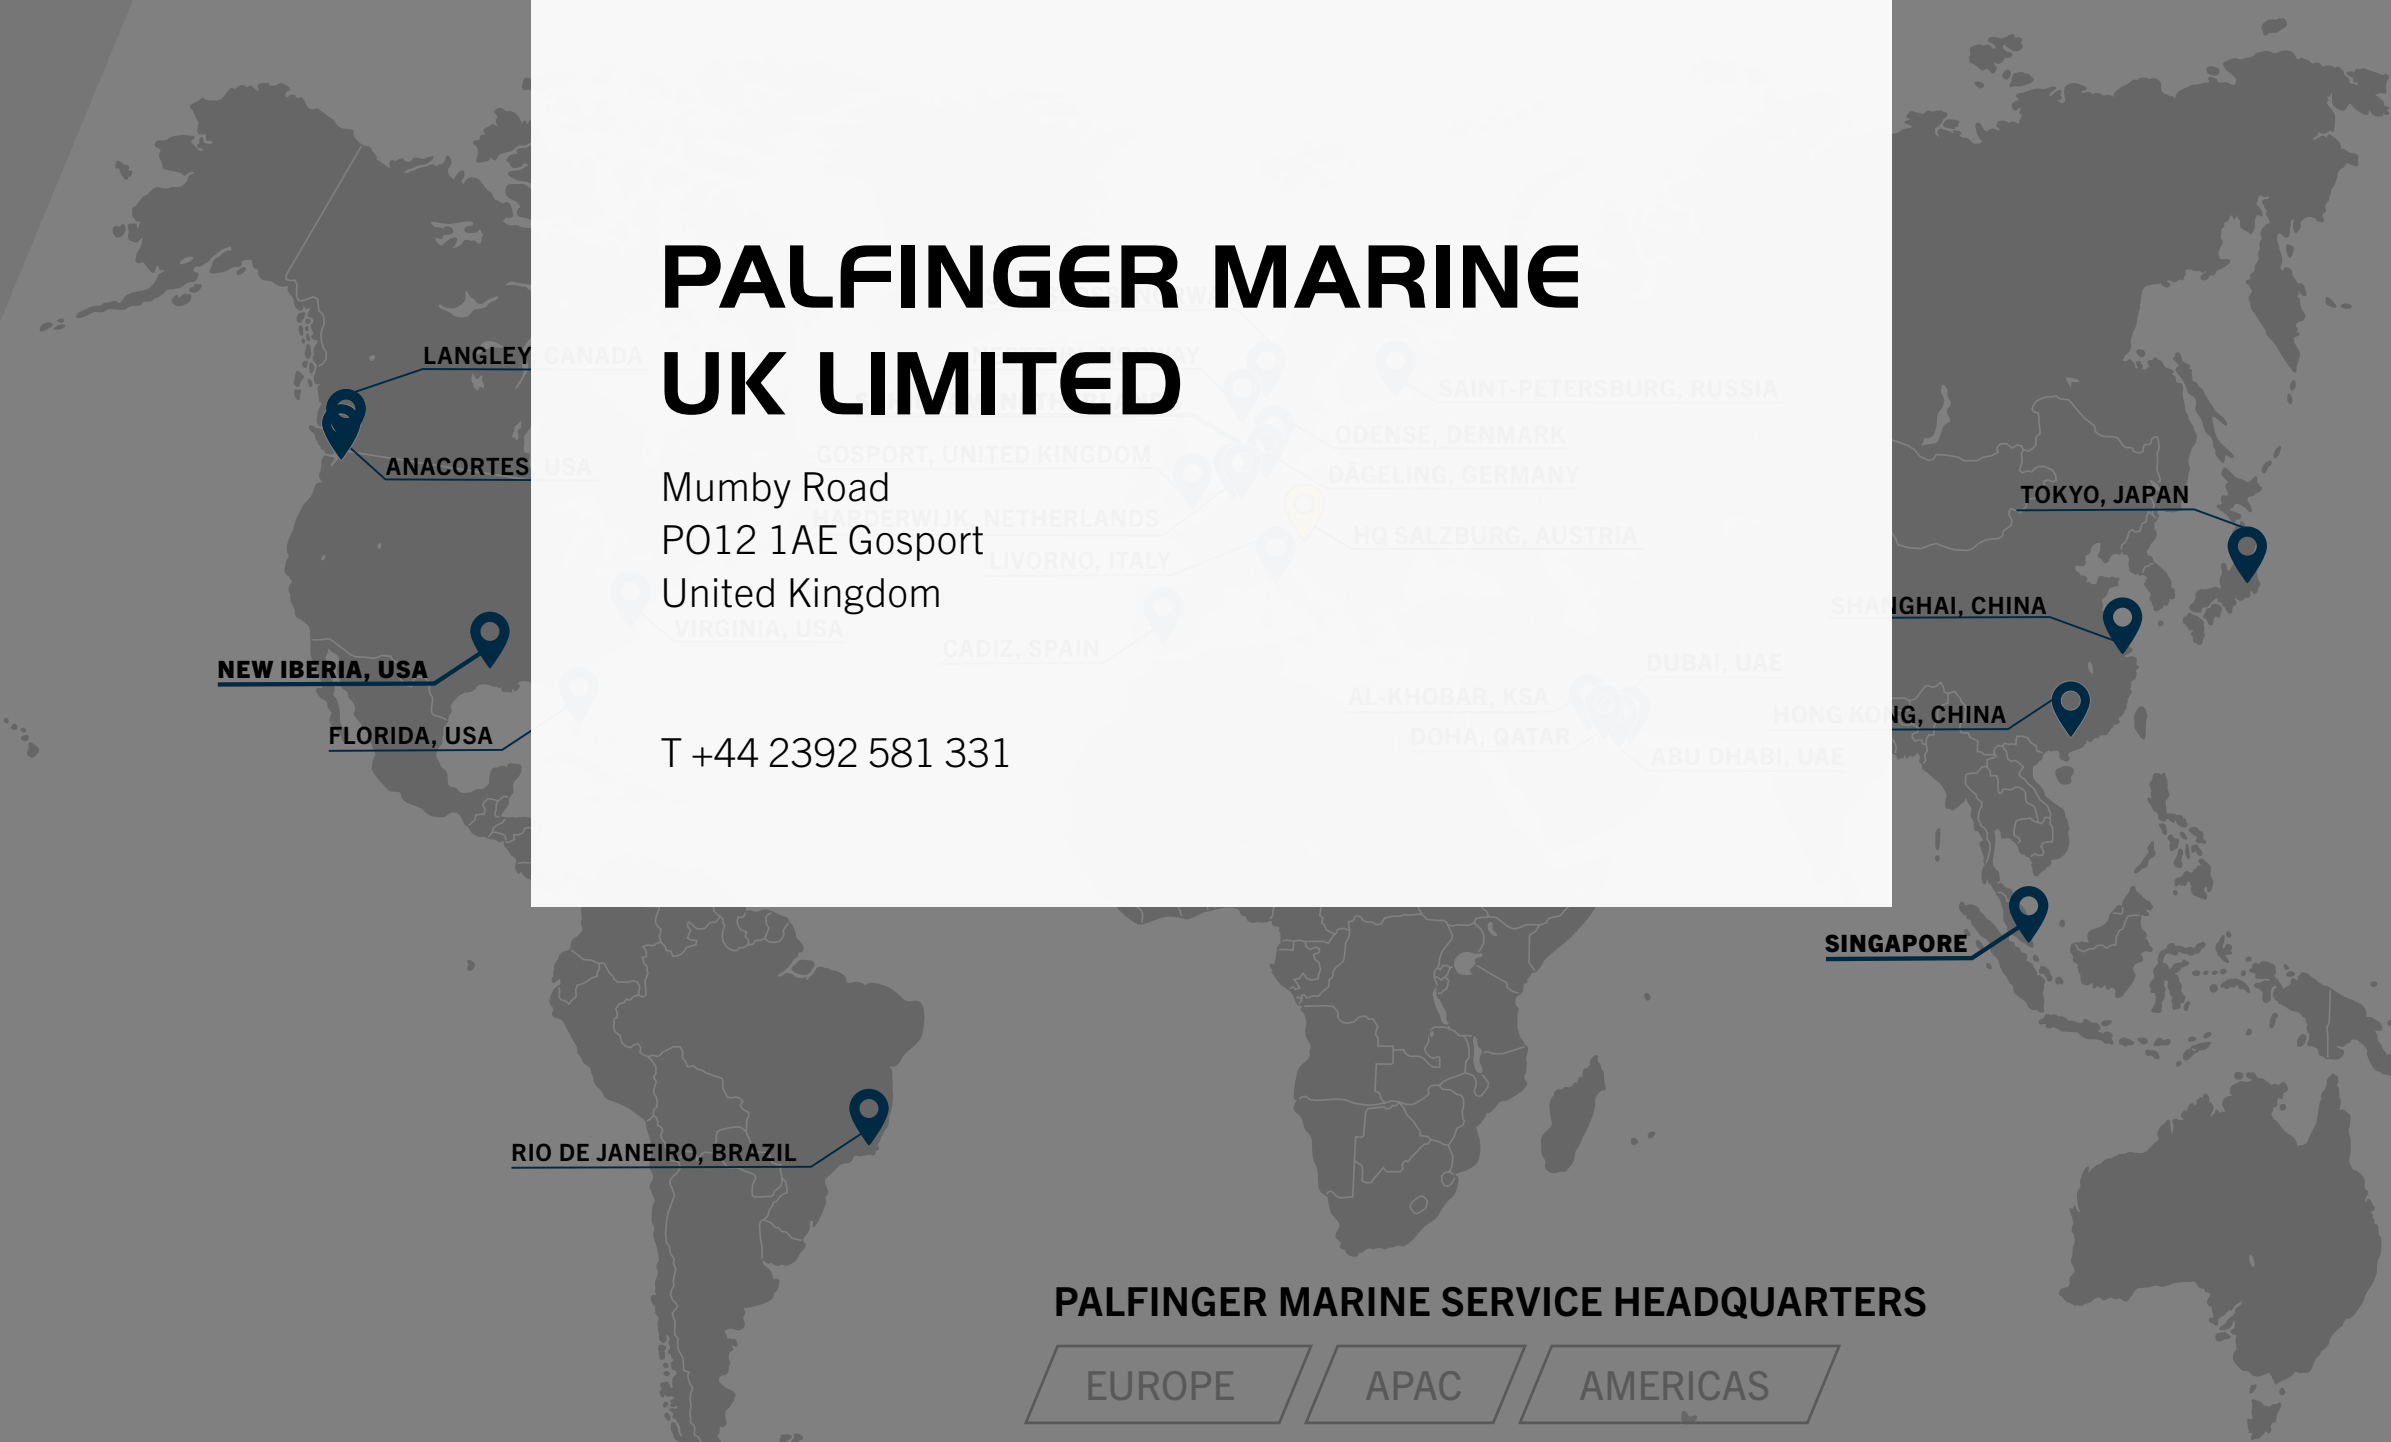 PALFINGER MARINE
UK LIMITED
Mumby Road
PO12 1AE Gosport
United Kingdom
T +44 2392 581 331
LANGLEY, CANADA
ANACORTES, USA
NEW IBERIA, USA
FLORIDA, USA
VIRGINIA, USA
RIO DE JANEIRO, BRAZIL
GOSPORT, UNITED KINGDOM
HARDERWIJK, NETHERLANDS
LIVORNO, ITALY
CADIZ, SPAIN
SAINT-PETERSBURG, RUSSIA
ODENSE, DENMARK
DÄGELING, GERMANY
HQ SALZBURG, AUSTRIA
AL-KHOBAR, KSA
DOHA, QATAR
DUBAI, UAE
ABU DHABI, UAE
TOKYO, JAPAN
SHANGHAI, CHINA
HONG KONG, CHINA
SINGAPORE
PALFINGER MARINE SERVICE HEADQUARTERS
EUROPE
APAC
AMERICAS